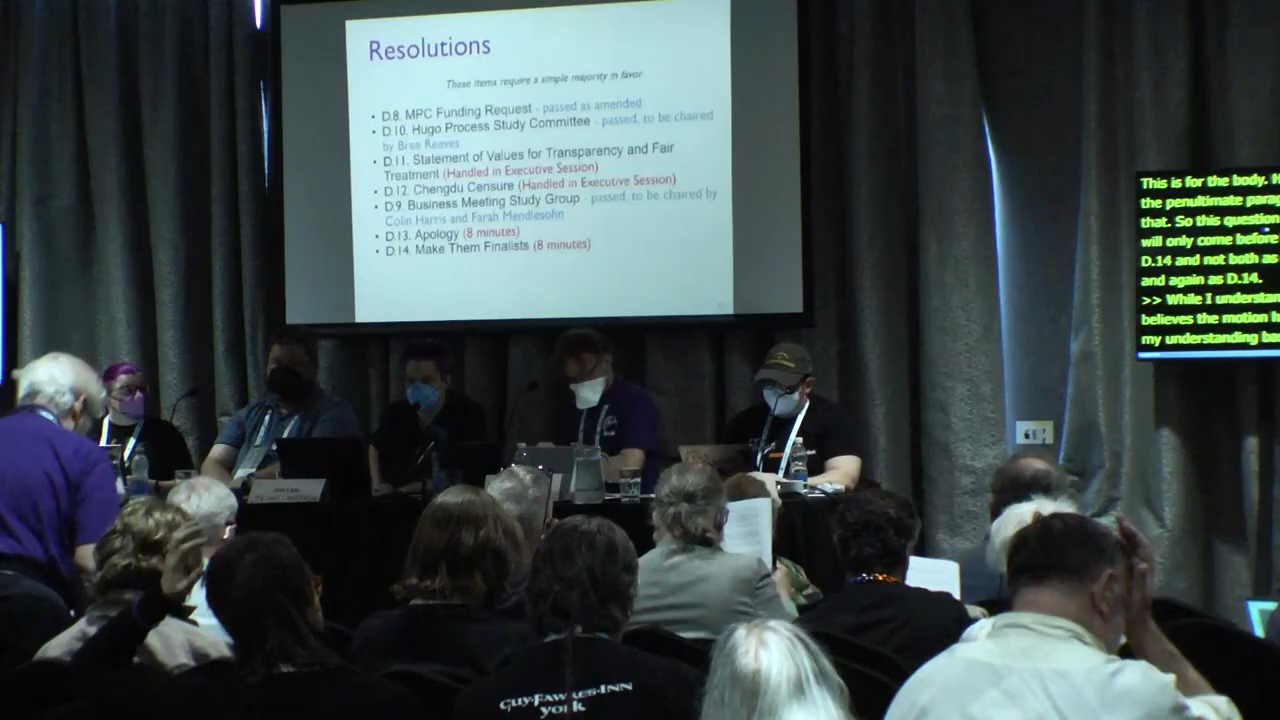 Resolutions
These items require a simple majority in favor
• D.8. MPC Funding Request - passed as amended
• D.10. Hugo Process Study Committee - passed, to be chaired
by Bree Reeves
• D.11. Statement of Values for Transparency and Fair
Treatment (Handled in Executive Session)
• D.12. Chengdu Censure (Handled in Executive Session)
• D.9. Business Meeting Study Group - passed, to be chaired by
Colin Harris and Farah Mendlesohn
• D.13. Apology (8 minutes)
• D.14. Make Them Finalists (8 minutes)
This is for the body. H
the penultimate parag
that. So this question
will only come before
D.14 and not both as
and again as D.14.
>> While I understan
believes the motion h
my understanding ba
GUY·FAWKES·INN
york